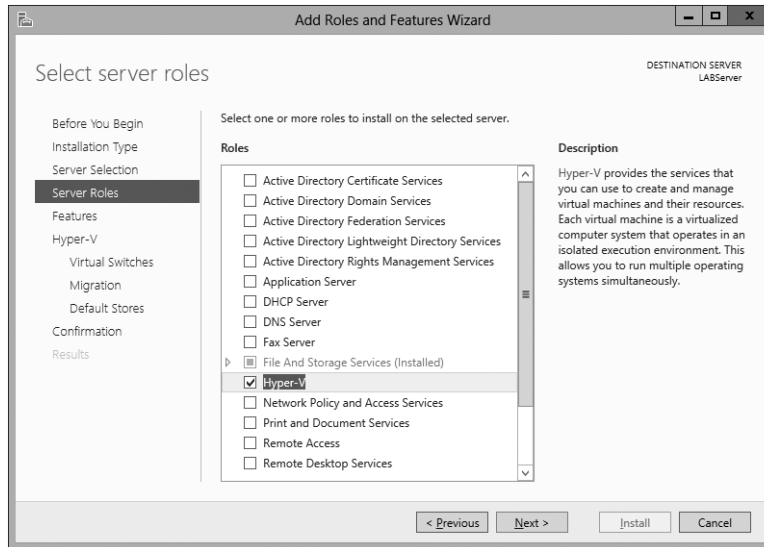 Add Roles and Features Wizard
Select server roles
DESTINATION SERVER
LABServer
Before You Begin
Installation Type
Server Selection
Server Roles
Features
Hyper-V
Virtual Switches
Migration
Default Stores
Confirmation
Results
Select one or more roles to install on the selected server.
Roles
Active Directory Certificate Services
Active Directory Domain Services
Active Directory Federation Services
Active Directory Lightweight Directory Services
Active Directory Rights Management Services
Application Server
DHCP Server
DNS Server
Fax Server
File And Storage Services (Installed)
Hyper-V
Network Policy and Access Services
Print and Document Services
Remote Access
Remote Desktop Services
Description
Hyper-V provides the services that
you can use to create and manage
virtual machines and their resources.
Each virtual machine is a virtualized
computer system that operates in an
isolated execution environment. This
allows you to run multiple operating
systems simultaneously.
< Previous
Next >
Install
Cancel